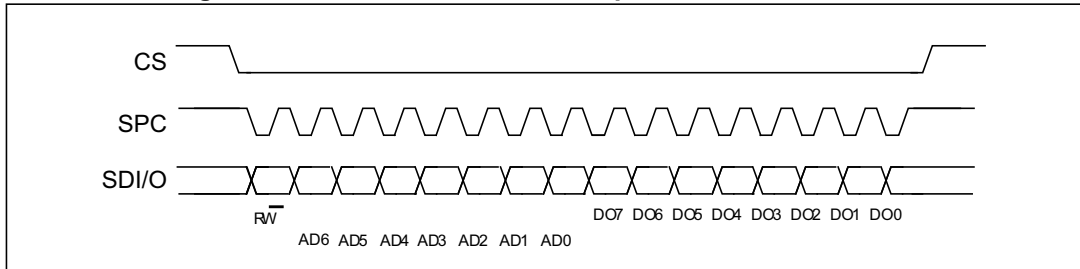 CS
SPC
SDI/O
RW
DO7 DO6 DO5 DO4 DO3 DO2 DO1 DO0
AD6 AD5 AD4 AD3 AD2 AD1 AD0